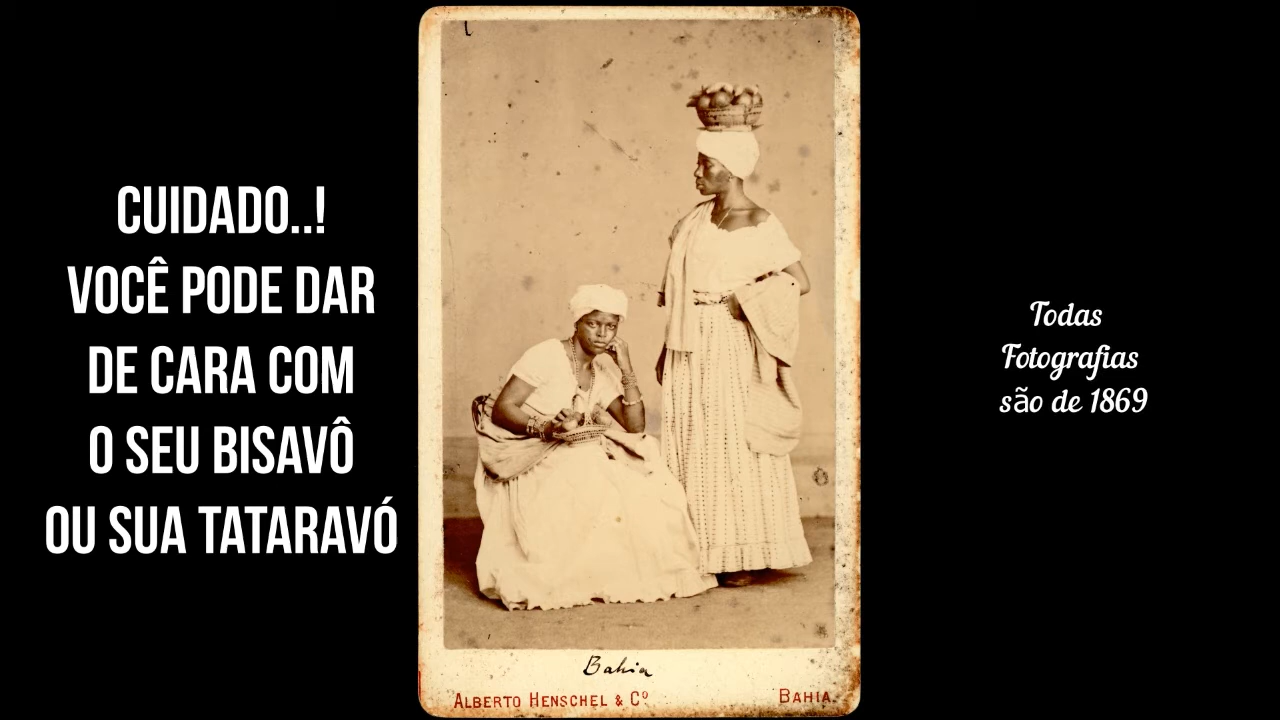 CUIDADO..!
VOCÊ PODE DAR
DE CARA COM
O SEU BISAVÔ
OU SUA TATARAVÓ
Todas
Fotografias
são de 1869
Bahia
ALBERTO HENSCHEL & Cº
BAHIA